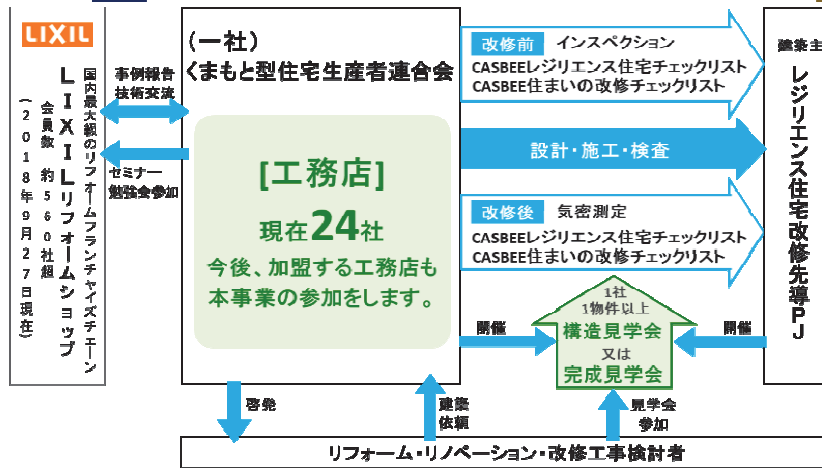 LIXIL
国内最大級のリフォームフランチャイズチェーン
LIXILリフォームショップ
会員数 約560社超
(2018年9月27日現在)
事例報告
技術交流
セミナー
勉強会参加
(一社)
くまもと型住宅生産者連合会
[工務店]
現在24社
今後、加盟する工務店も
本事業の参加をします。
改修前 インスペクション
CASBEEレジリエンス住宅チェックリスト
CASBEE住まいの改修チェックリスト
設計・施工・検査
改修後 気密測定
CASBEEレジリエンス住宅チェックリスト
CASBEE住まいの改修チェックリスト
建築主
レジリエンス住宅改修先導PJ
1社
1物件以上
構造見学会
又は
完成見学会
開催
開催
啓発
建築
依頼
見学会
参加
リフォーム・リノベーション・改修工事検討者